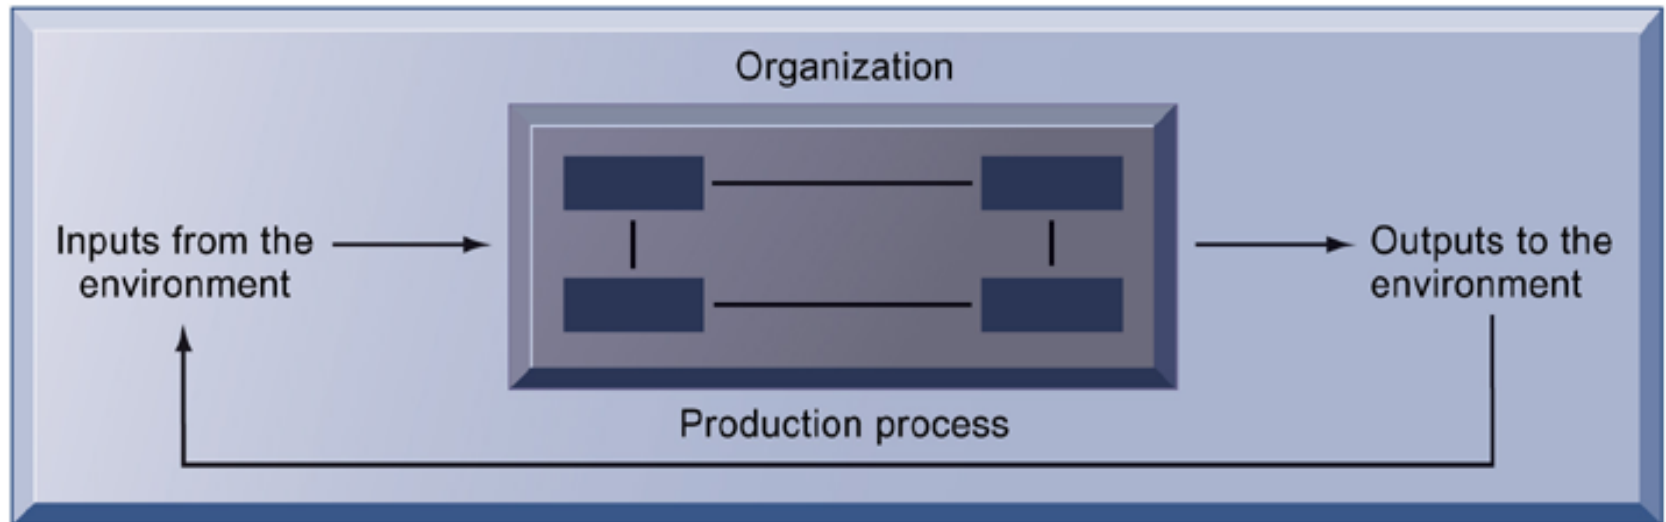 Organization
Inputs from the
environment
Outputs to the
environment
Production process